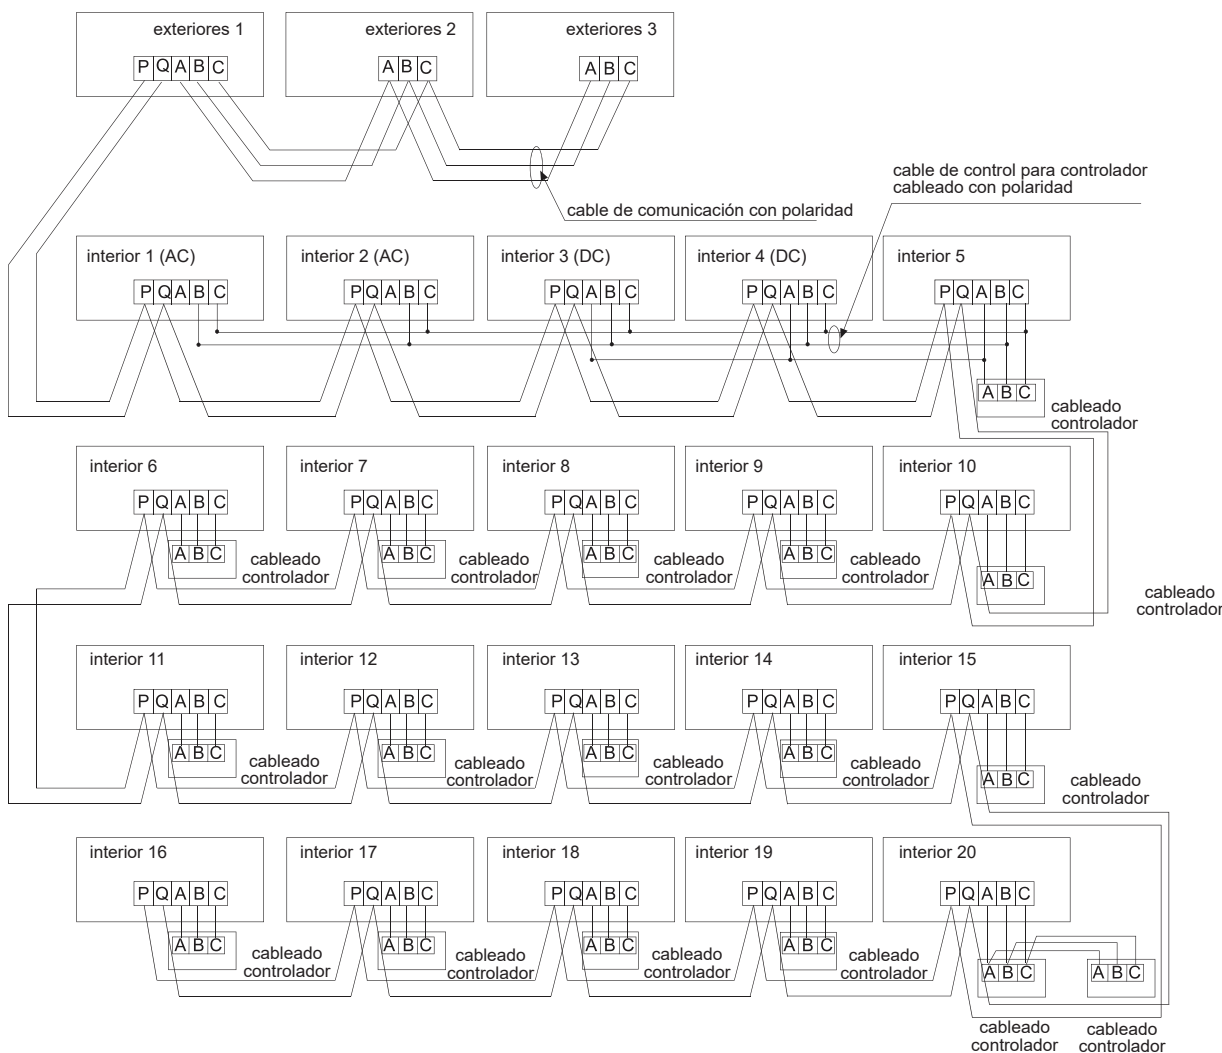 exteriores 1
exteriores 2
exteriores 3
P Q A B C
A B C
A B C
cable de control para controlador
cableado con polaridad
cable de comunicación con polaridad
interior 1 (AC)
interior 2 (AC)
interior 3 (DC)
interior 4 (DC)
interior 5
P Q A B C
P Q A B C
P Q A B C
P Q A B C
P Q A B C
A B C
cableado
controlador
interior 6
interior 7
interior 8
interior 9
interior 10
P Q A B C
P Q A B C
P Q A B C
P Q A B C
P Q A B C
A B C
cableado
controlador
A B C
cableado
controlador
A B C
cableado
controlador
A B C
cableado
controlador
A B C
cableado
controlador
interior 11
interior 12
interior 13
interior 14
interior 15
P Q A B C
P Q A B C
P Q A B C
P Q A B C
P Q A B C
A B C
cableado
controlador
A B C
cableado
controlador
A B C
cableado
controlador
A B C
cableado
controlador
A B C
cableado
controlador
interior 16
interior 17
interior 18
interior 19
interior 20
P Q A B C
P Q A B C
P Q A B C
P Q A B C
P Q A B C
A B C
cableado
controlador
A B C
cableado
controlador
A B C
cableado
controlador
A B C
cableado
controlador
A B C
A B C
cableado
controlador
cableado
controlador